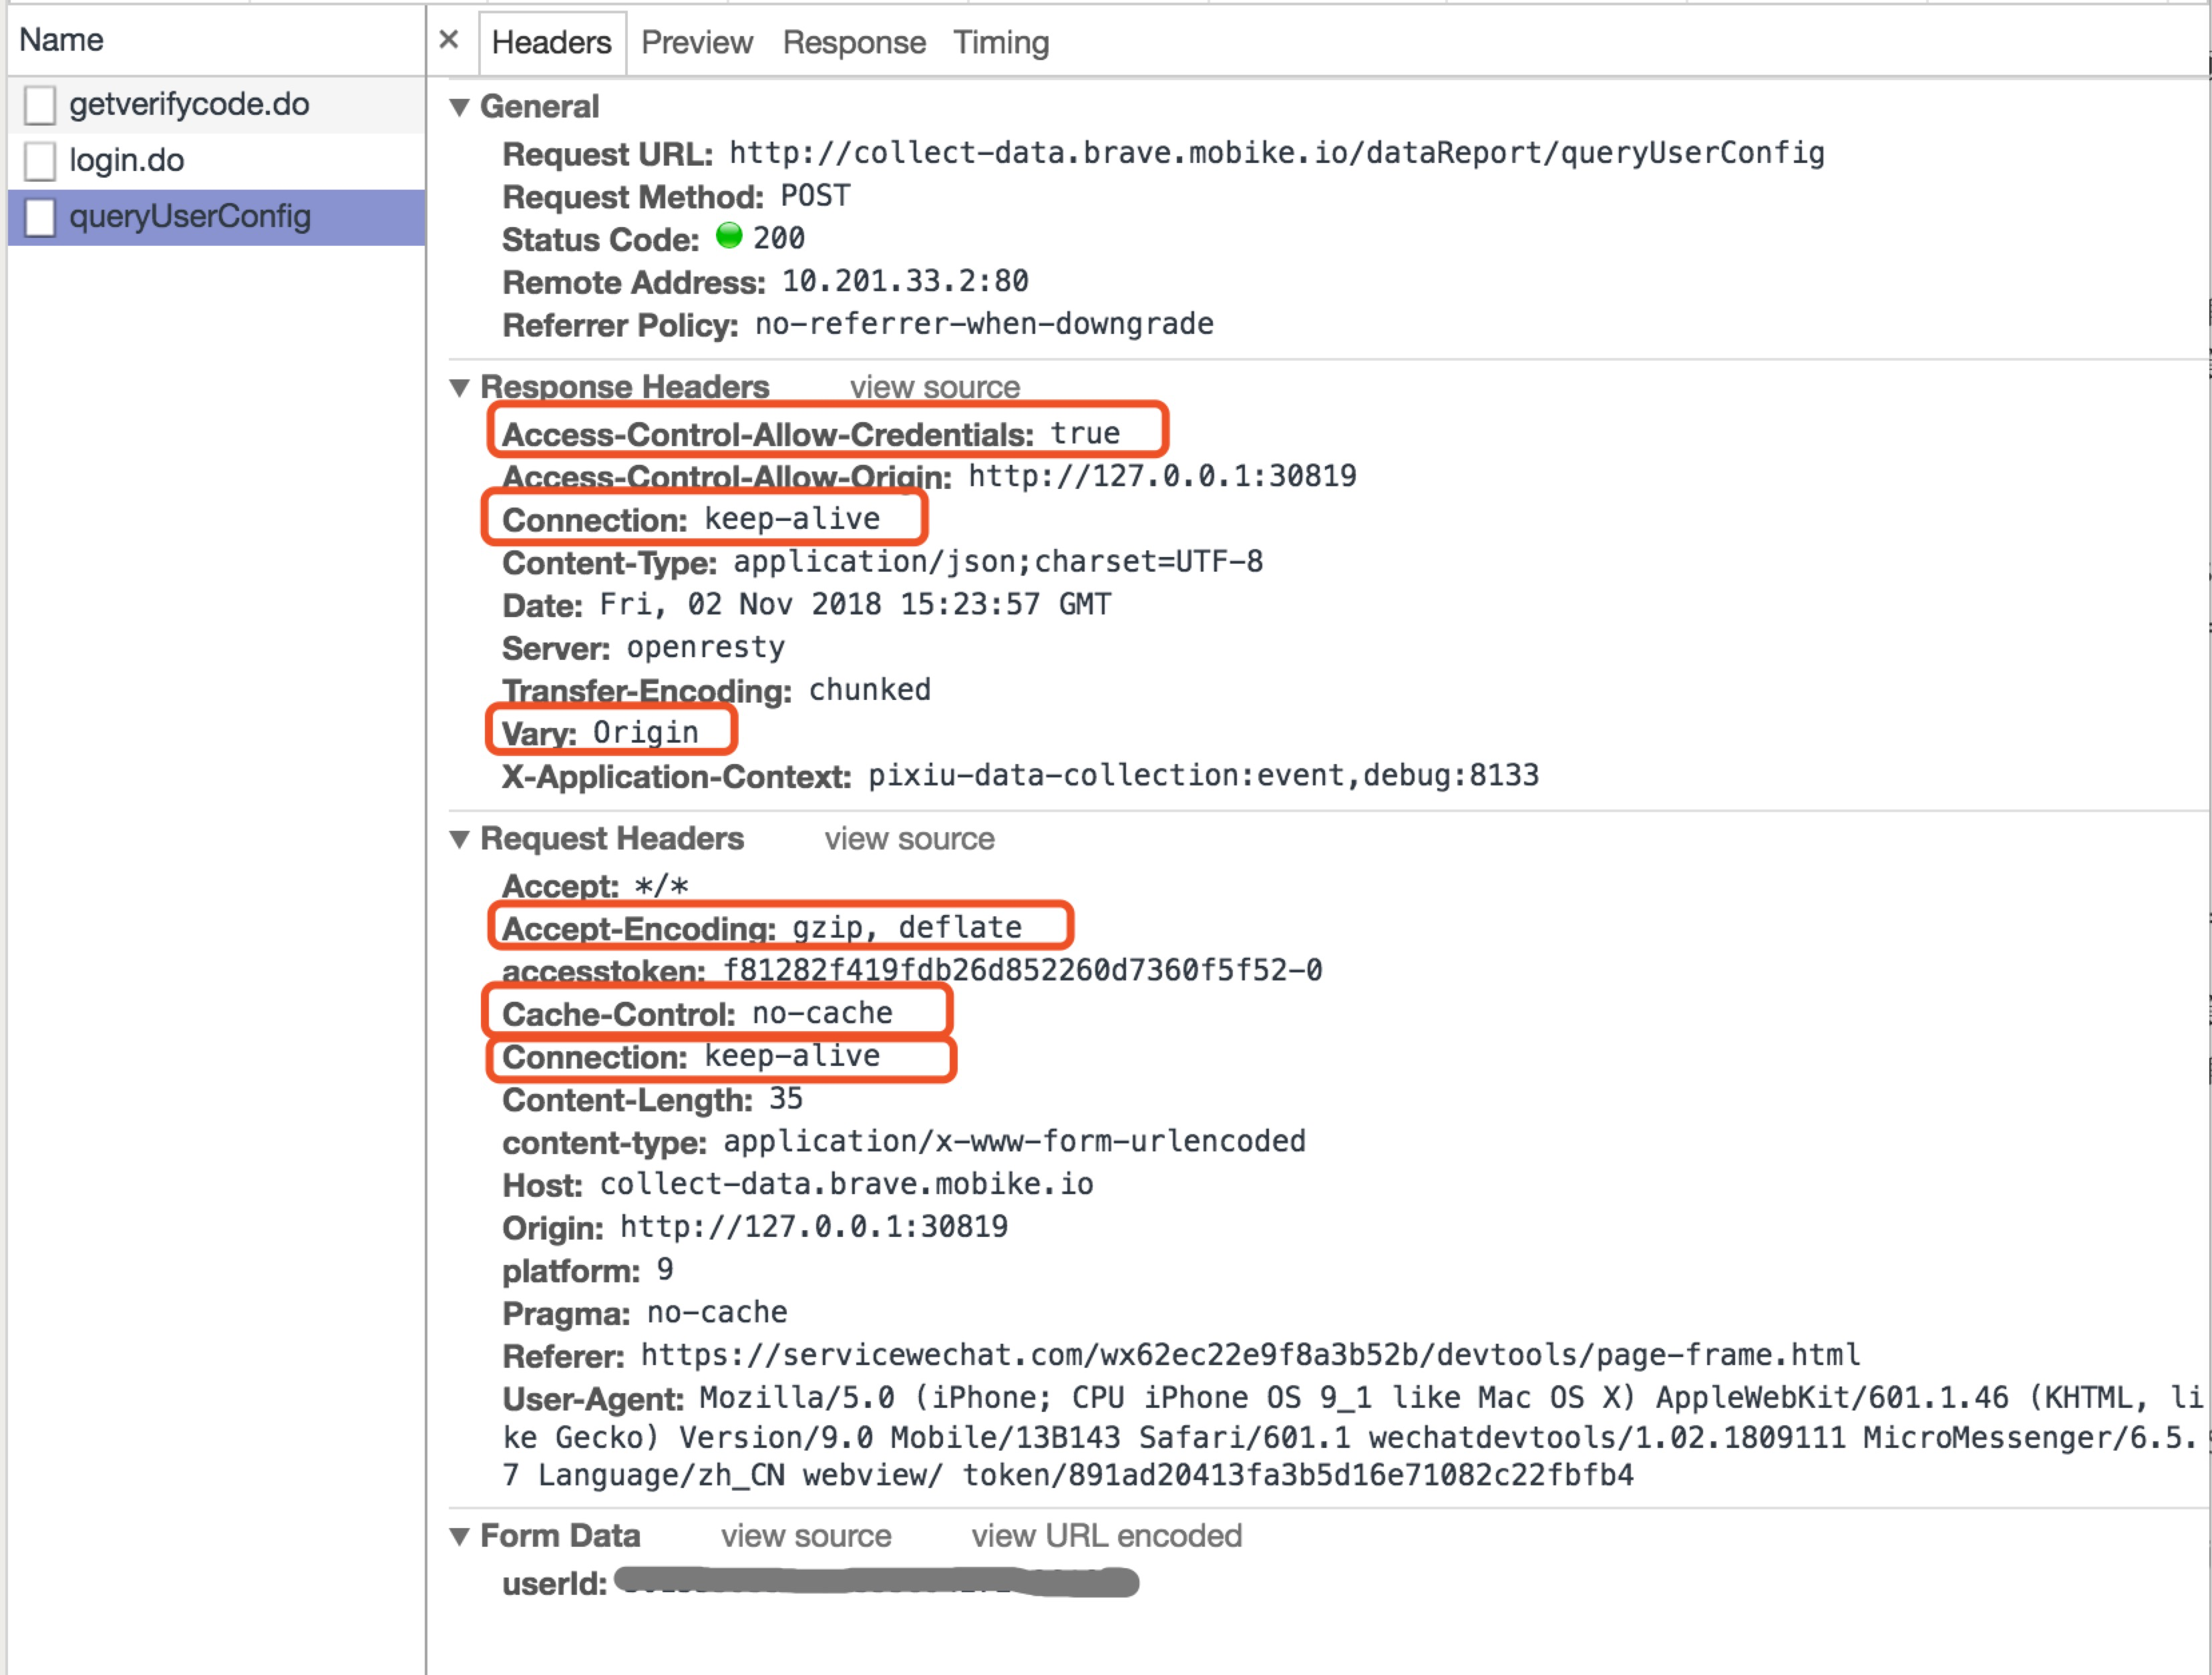 Name
getverifycode.do
login.do
queryUserConfig
× Headers Preview Response Timing
▼ General
Request URL: http://collect-data.brave.mobike.io/dataReport/queryUserConfig
Request Method: POST
Status Code: 200
Remote Address: 10.201.33.2:80
Referrer Policy: no-referrer-when-downgrade
▼ Response Headers view source
Access-Control-Allow-Credentials: true
Access-Control-Allow-Origin: http://127.0.0.1:30819
Connection: keep-alive
Content-Type: application/json;charset=UTF-8
Date: Fri, 02 Nov 2018 15:23:57 GMT
Server: openresty
Transfer-Encoding: chunked
Vary: Origin
X-Application-Context: pixiu-data-collection:event,debug:8133
▼ Request Headers view source
Accept: */*
Accept-Encoding: gzip, deflate
accesstoken: f81282f419fdb26d852260d7360f5f52-0
Cache-Control: no-cache
Connection: keep-alive
Content-Length: 35
content-type: application/x-www-form-urlencoded
Host: collect-data.brave.mobike.io
Origin: http://127.0.0.1:30819
platform: 9
Pragma: no-cache
Referer: https://servicewechat.com/wx62ec22e9f8a3b52b/devtools/page-frame.html
User-Agent: Mozilla/5.0 (iPhone; CPU iPhone OS 9_1 like Mac OS X) AppleWebKit/601.1.46 (KHTML, li
ke Gecko) Version/9.0 Mobile/13B143 Safari/601.1 wechatdevtools/1.02.1809111 MicroMessenger/6.5.
7 Language/zh_CN webview/ token/891ad20413fa3b5d16e71082c22fbfb4
▼ Form Data view source view URL encoded
userId: